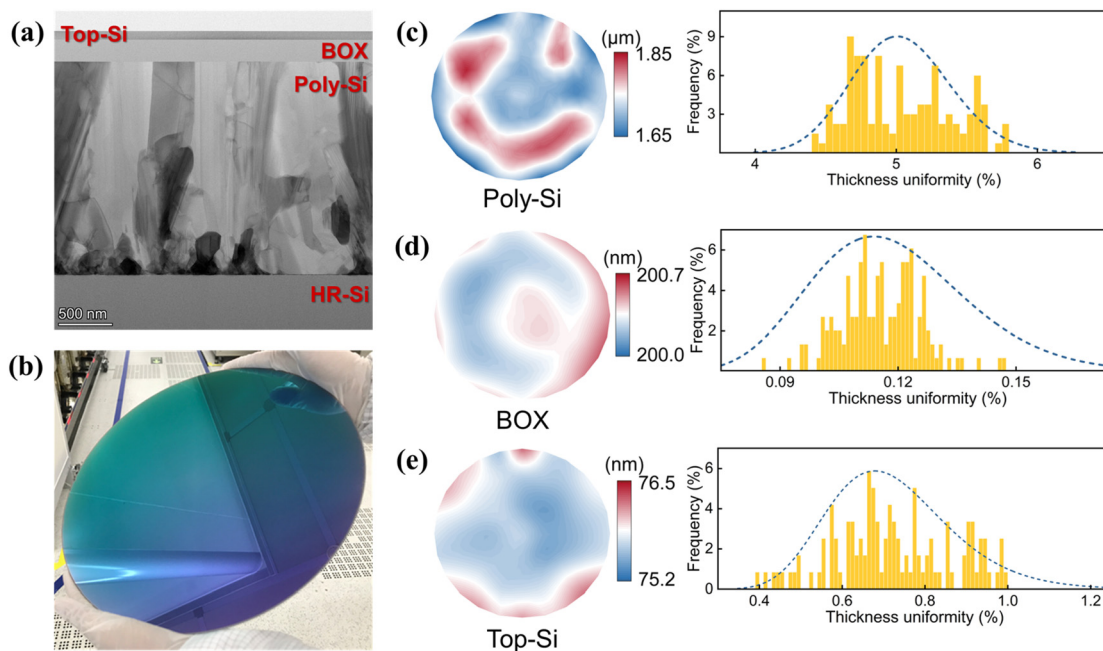 (a)
Top-Si
BOX
Poly-Si
HR-Si
500 nm
(b)
(c)
(μm)
1.85
1.65
Poly-Si
Frequency (%)
9
6
3
4 5 6
Thickness uniformity (%)
(d)
(nm)
200.7
200.0
BOX
Frequency (%)
6
4
2
0.09 0.12 0.15
Thickness uniformity (%)
(e)
(nm)
76.5
75.2
Top-Si
Frequency (%)
6
4
2
0
0.4 0.6 0.8 1.0 1.2
Thickness uniformity (%)